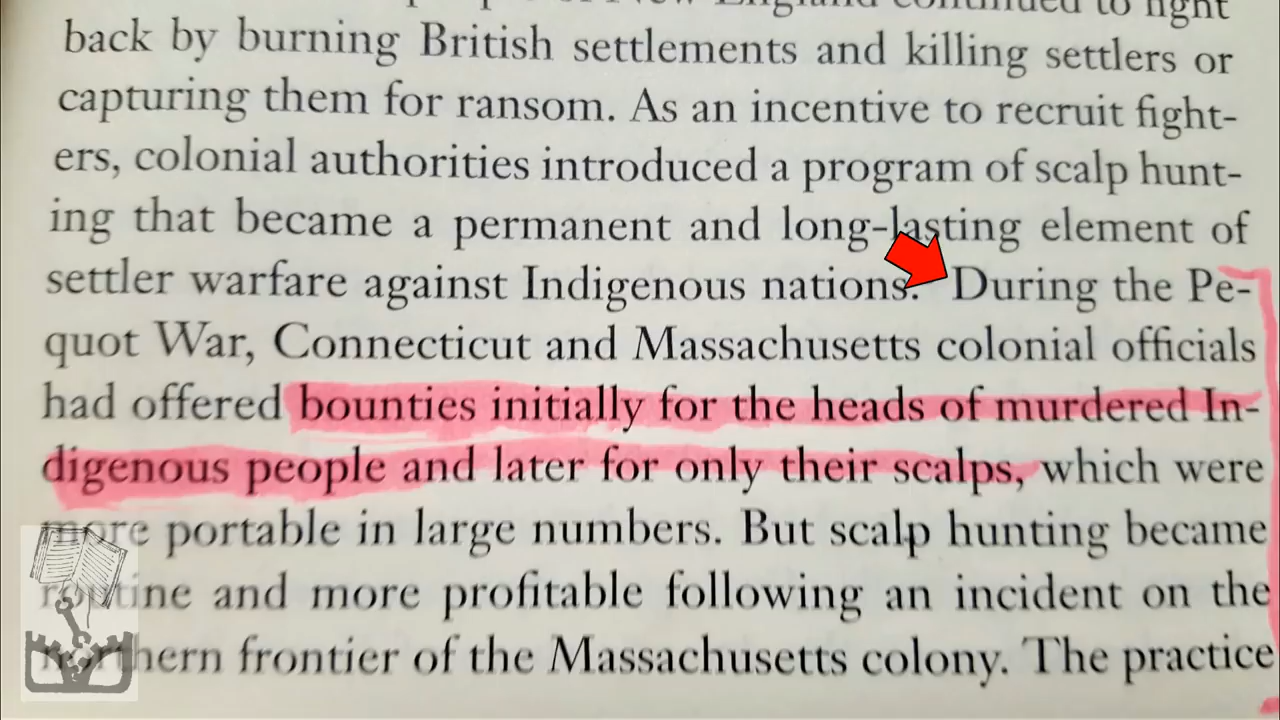 New England continued to fight
back by burning British settlements and killing settlers or
capturing them for ransom. As an incentive to recruit fight-
ers, colonial authorities introduced a program of scalp hunt-
ing that became a permanent and long-lasting element of
settler warfare against Indigenous nations. During the Pe-
quot War, Connecticut and Massachusetts colonial officials
had offered bounties initially for the heads of murdered In-
digenous people and later for only their scalps, which were
more portable in large numbers. But scalp hunting became
routine and more profitable following an incident on the
northern frontier of the Massachusetts colony. The practice